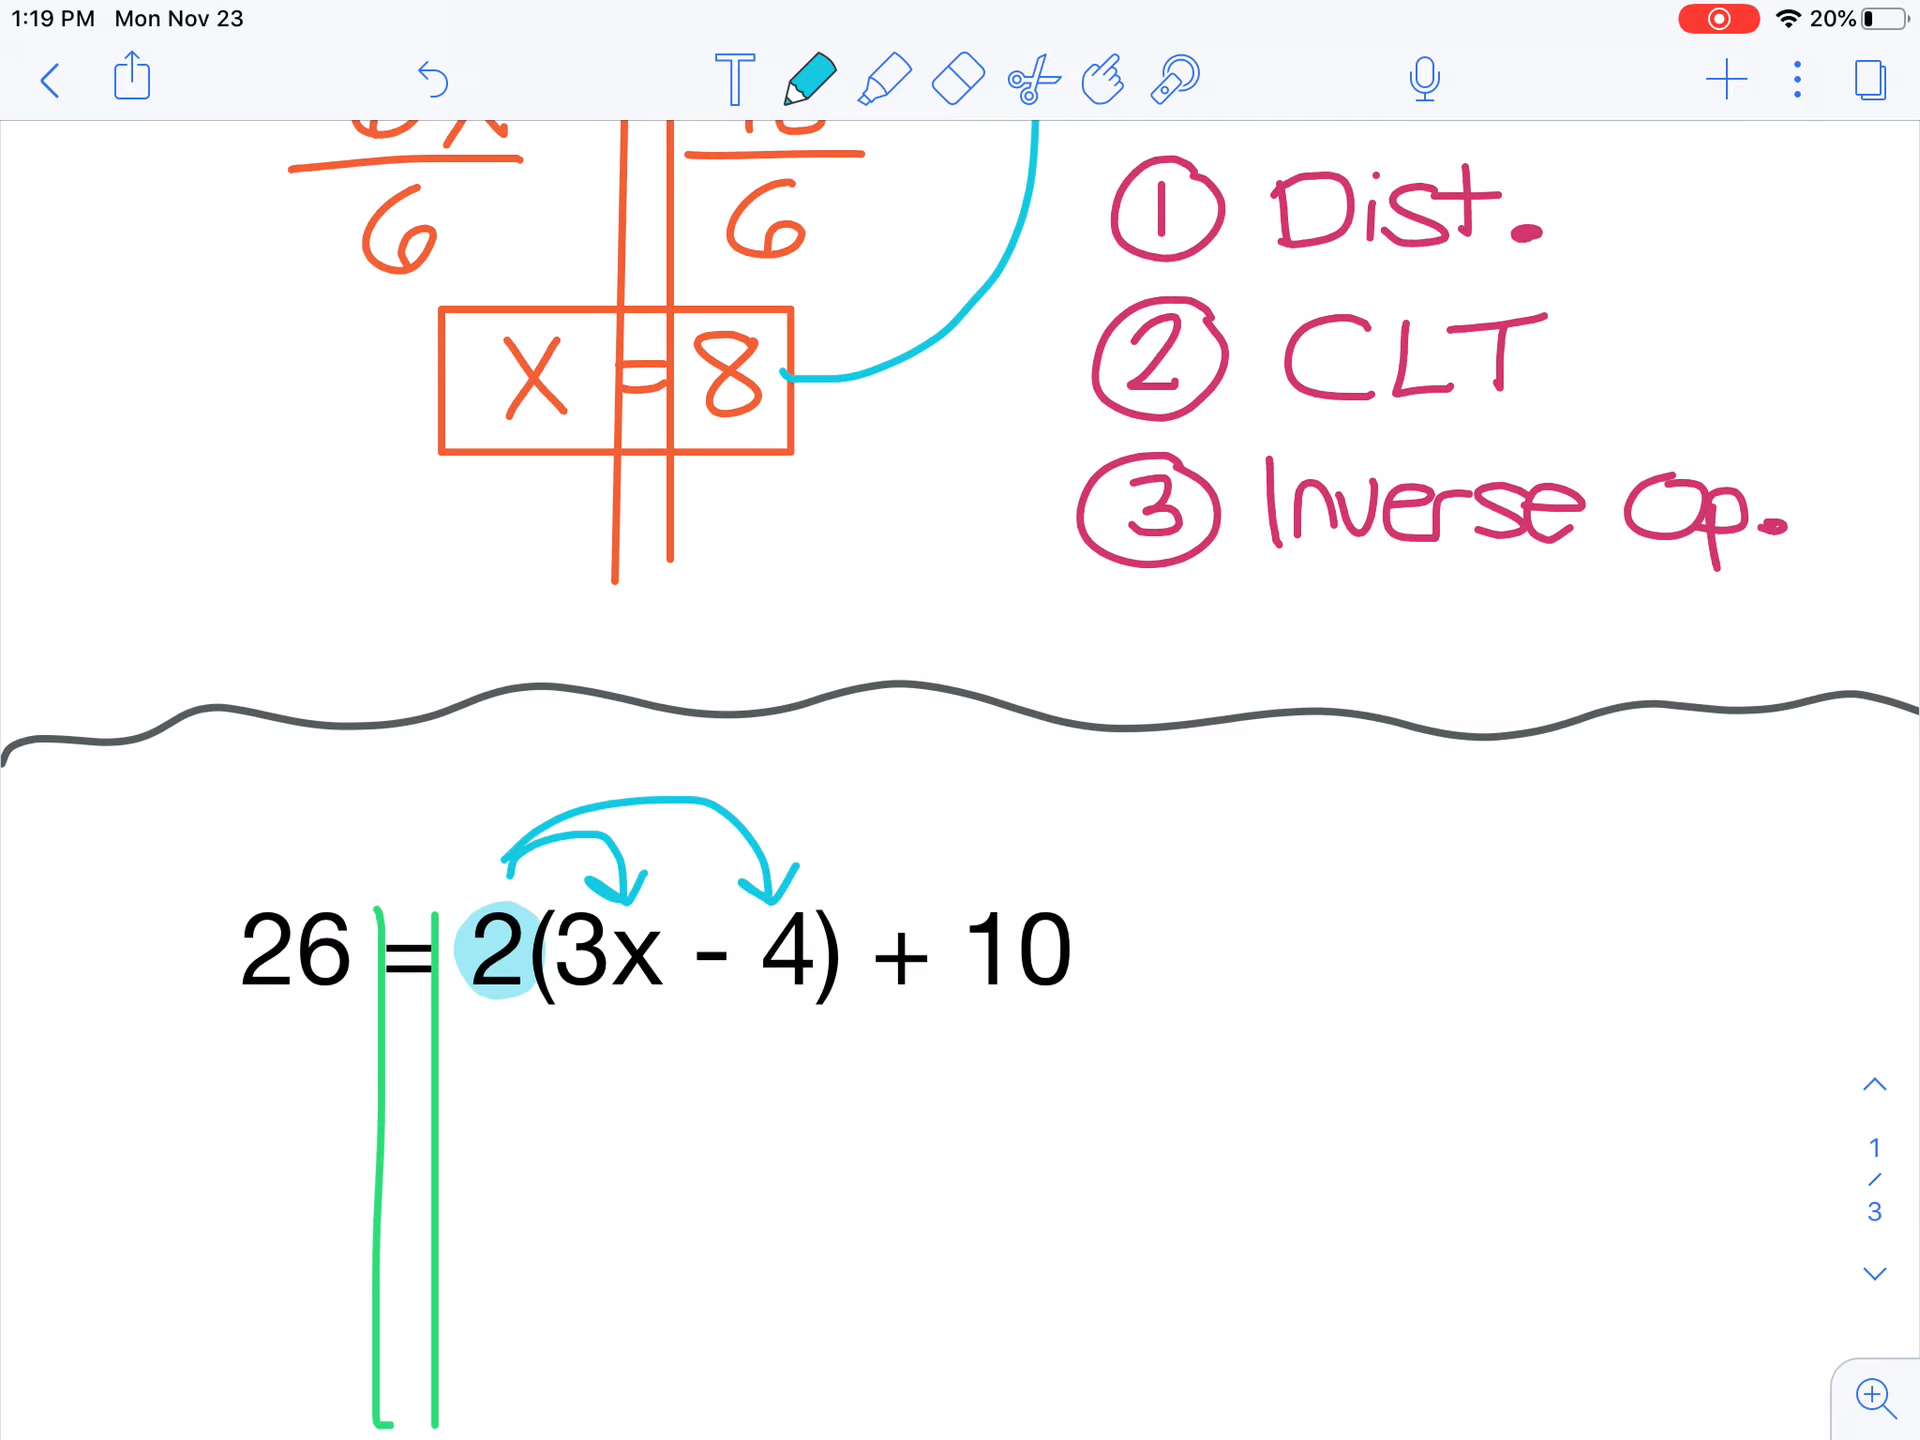 1:19 PM Mon Nov 23
20%
T
6 6
① Dist.
x = 8
② CLT
③ Inverse Op.
26 = 2(3x - 4) + 10
1
/
3